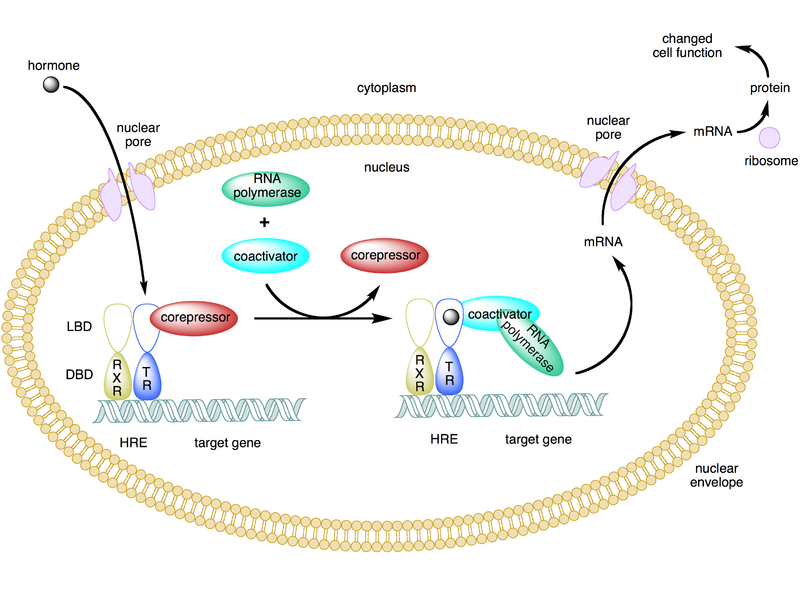 changed
cell function
hormone
cytoplasm
protein
nuclear
pore
nuclear
pore
mRNA
ribosome
nucleus
RNA
polymerase
+
coactivator
corepressor
mRNA
LBD
corepressor
coactivator
RNA
polymerase
DBD
R
X
R
T
R
R
X
R
T
R
HRE
target gene
HRE
target gene
nuclear
envelope